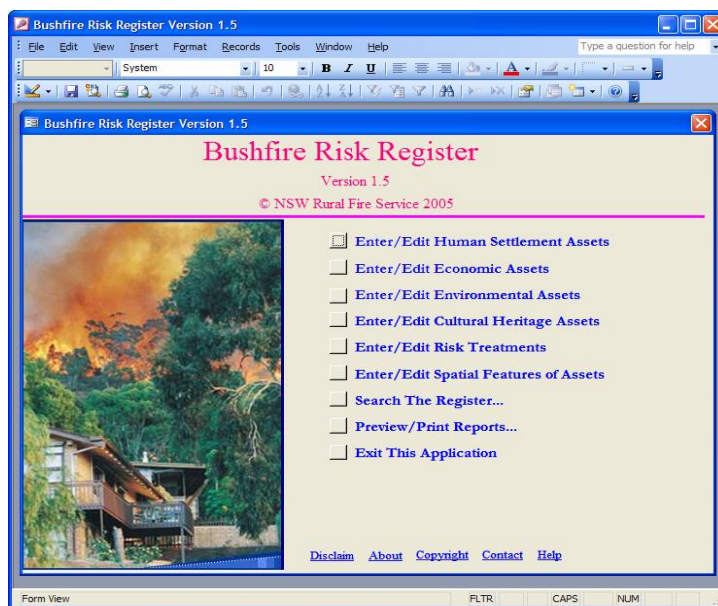 Bushfire Risk Register Version 1.5
File Edit View Insert Format Records Tools Window Help Type a question for help
System 10 B I U A
Bushfire Risk Register Version 1.5
Bushfire Risk Register
Version 1.5
© NSW Rural Fire Service 2005
Enter/Edit Human Settlement Assets
Enter/Edit Economic Assets
Enter/Edit Environmental Assets
Enter/Edit Cultural Heritage Assets
Enter/Edit Risk Treatments
Enter/Edit Spatial Features of Assets
Search The Register...
Preview/Print Reports...
Exit This Application
Disclaim About Copyright Contact Help
Form View FLTR CAPS NUM